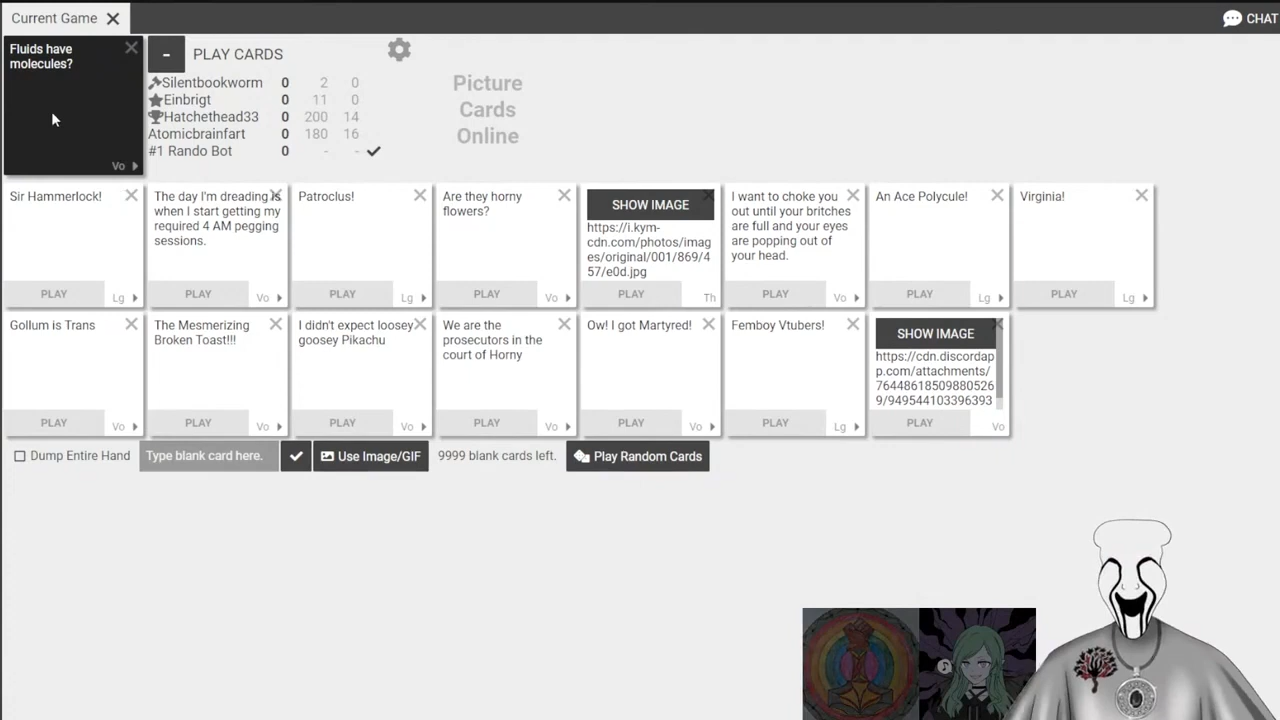 Current Game
CHAT
Fluids have
molecules?
Vo
-
PLAY CARDS
Silentbookworm 0 2 0
Einbrigt 0 11 0
Hatchethead33 0 200 14
Atomicbrainfart 0 180 16
#1 Rando Bot 0 - -
Picture
Cards
Online
Sir Hammerlock!
PLAY
Lg
The day I'm dreading is
when I start getting my
required 4 AM pegging
sessions.
PLAY
Vo
Patroclus!
PLAY
Lg
Are they horny
flowers?
PLAY
Vo
SHOW IMAGE
https://i.kym-
cdn.com/photos/imag
es/original/001/869/4
57/e0d.jpg
PLAY
Th
I want to choke you
out until your britches
are full and your eyes
are popping out of
your head.
PLAY
Vo
An Ace Polycule!
PLAY
Lg
Virginia!
PLAY
Lg
Gollum is Trans
PLAY
Vo
The Mesmerizing
Broken Toast!!!
PLAY
Vo
I didn't expect loosey
goosey Pikachu
PLAY
Vo
We are the
prosecutors in the
court of Horny
PLAY
Vo
Ow! I got Martyred!
PLAY
Vo
Femboy Vtubers!
PLAY
Lg
SHOW IMAGE
https://cdn.discordap
p.com/attachments/
76448618509880526
9/949544103396393
PLAY
Vo
Dump Entire Hand
Type blank card here.
Use Image/GIF
9999 blank cards left.
Play Random Cards